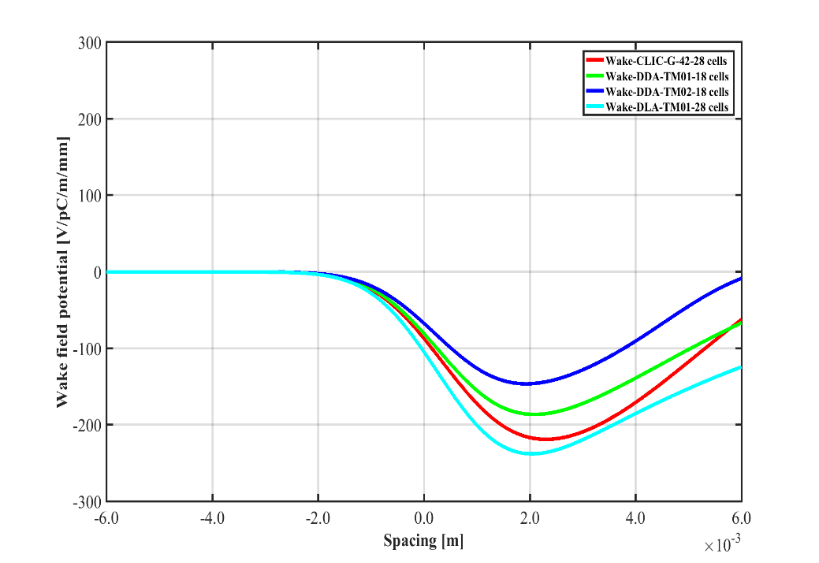 300
200
100
0
-100
-200
-300
Wake field potential [V/pC/m/mm]
Wake-CLIC-G-42-28 cells
Wake-DDA-TM01-18 cells
Wake-DDA-TM02-18 cells
Wake-DLA-TM01-28 cells
-6.0 -4.0 -2.0 0.0 2.0 4.0 6.0
Spacing [m]
×10-3